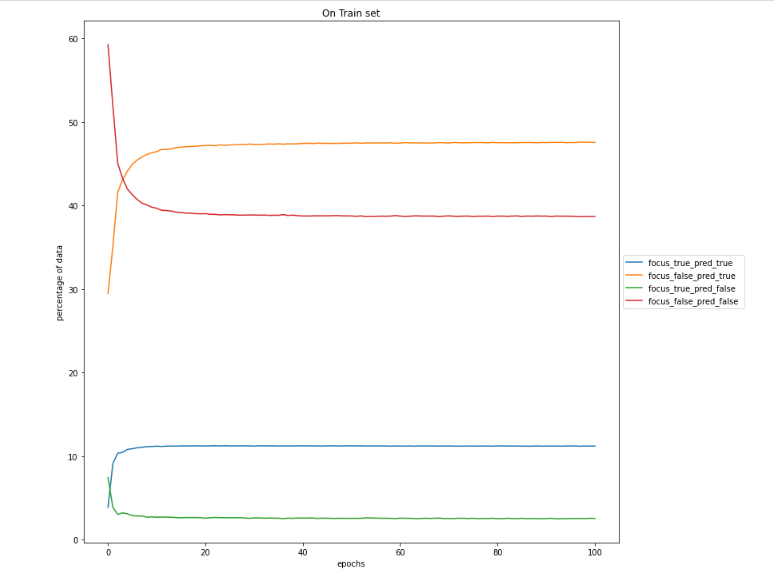 On Train set
60
50
40
30
20
10
0
percentage of data
0 20 40 60 80 100
epochs
focus_true_pred_true
focus_false_pred_true
focus_true_pred_false
focus_false_pred_false